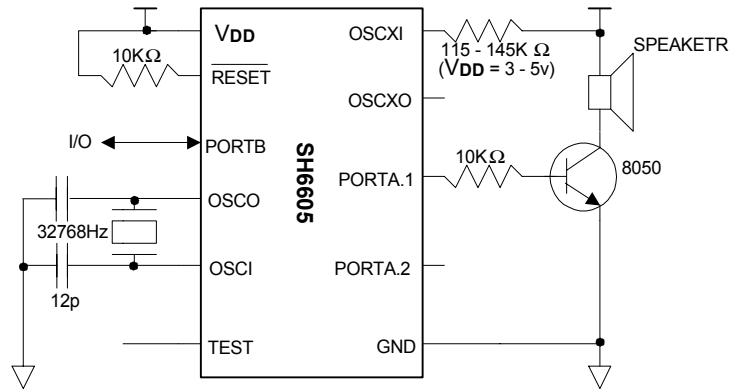 VDD
10KΩ
RESET
I/O
PORTB
OSCO
32768Hz
OSCI
12p
TEST
SH6605
OSCXI
115 - 145K Ω
(VDD = 3 - 5v)
OSCXO
10KΩ
PORTA.1
PORTA.2
GND
SPEAKETR
8050